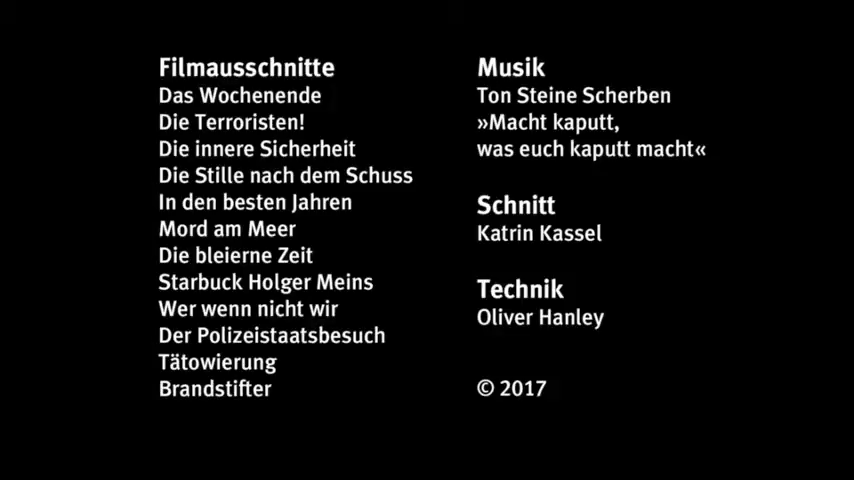 Filmausschnitte
Das Wochenende
Die Terroristen!
Die innere Sicherheit
Die Stille nach dem Schuss
In den besten Jahren
Mord am Meer
Die bleierne Zeit
Starbuck Holger Meins
Wer wenn nicht wir
Der Polizeistaatsbesuch
Tätowierung
Brandstifter
Musik
Ton Steine Scherben
»Macht kaputt,
was euch kaputt macht«
Schnitt
Katrin Kassel
Technik
Oliver Hanley
© 2017